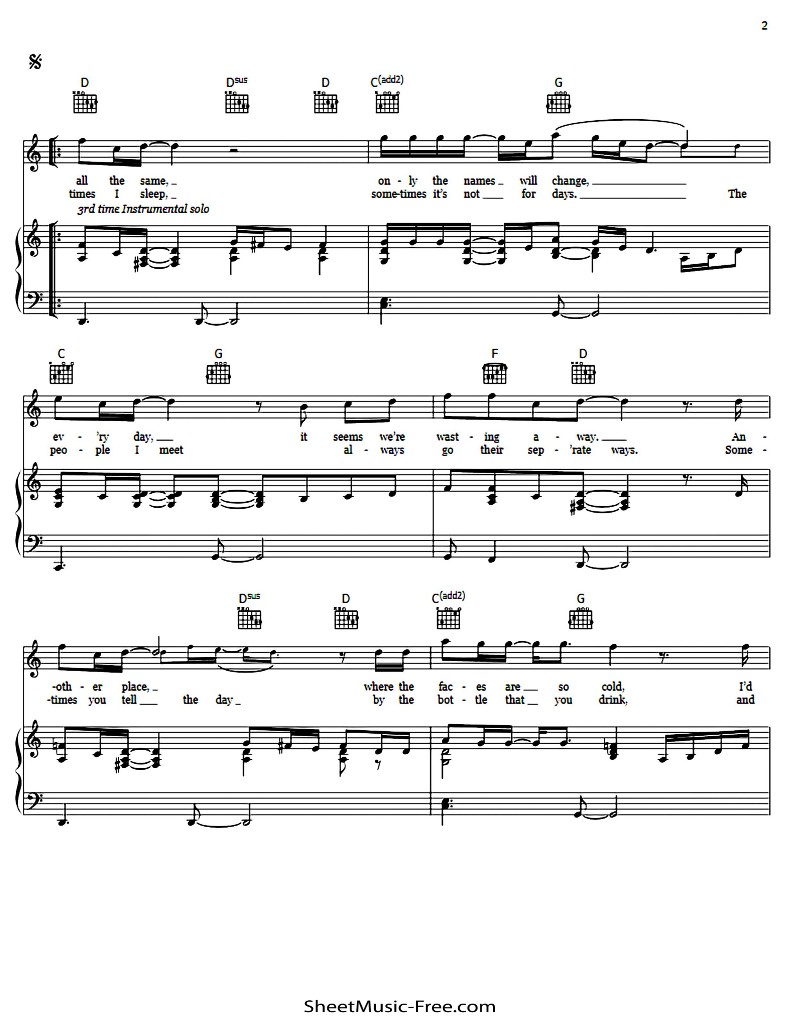 2
D Dsus D C(add2) G
all the same, only the names will change,
times I sleep, some-times it's not for days. The
3rd time Instrumental solo
C G F D
ev - 'ry day, it seems we're wast - ing a - way. An -
peo - ple I meet al - ways go their sep - 'rate ways. Some -
Dsus D C(add2) G
-oth - er place, where the fac - es are so cold, I'd
-times you tell the day by the bot - tle that you drink, and
SheetMusic-Free.com